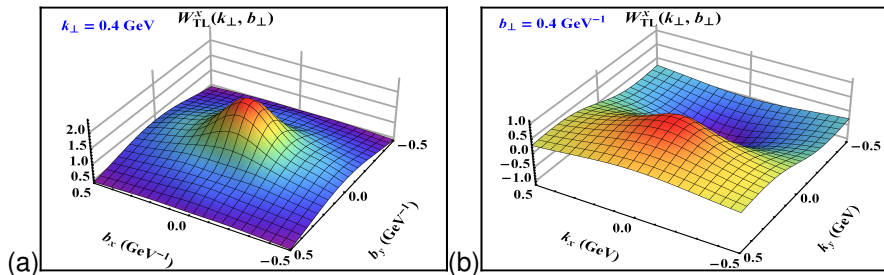 k⊥ = 0.4 GeV
W^x_TL(k⊥, b⊥)
2.0
1.5
1.0
0.5
0.5
0.0
−0.5
−0.5
0.0
0.5
b_x (GeV⁻¹)
b_y (GeV⁻¹)
(a)
b⊥ = 0.4 GeV⁻¹
W^x_TL(k⊥, b⊥)
1.0
0.5
0.0
−0.5
−1.0
0.5
0.0
−0.5
−0.5
0.0
0.5
k_x (GeV)
k_y (GeV)
(b)